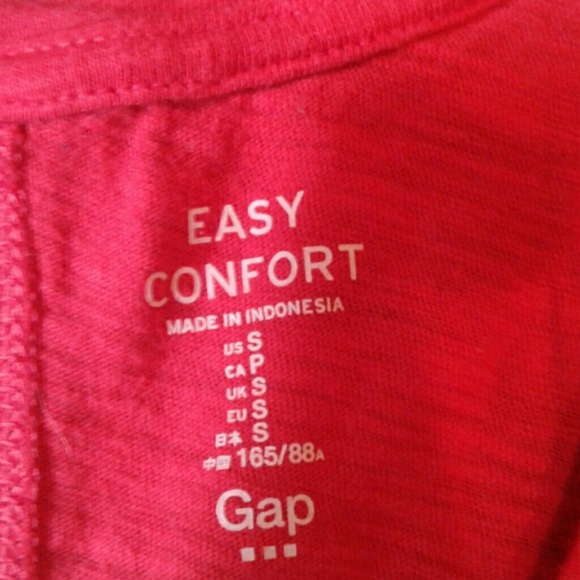 EASY
CONFORT
MADE IN INDONESIA
US S
CA P
UK S
EU S
日本 S
中国 165/88A
Gap